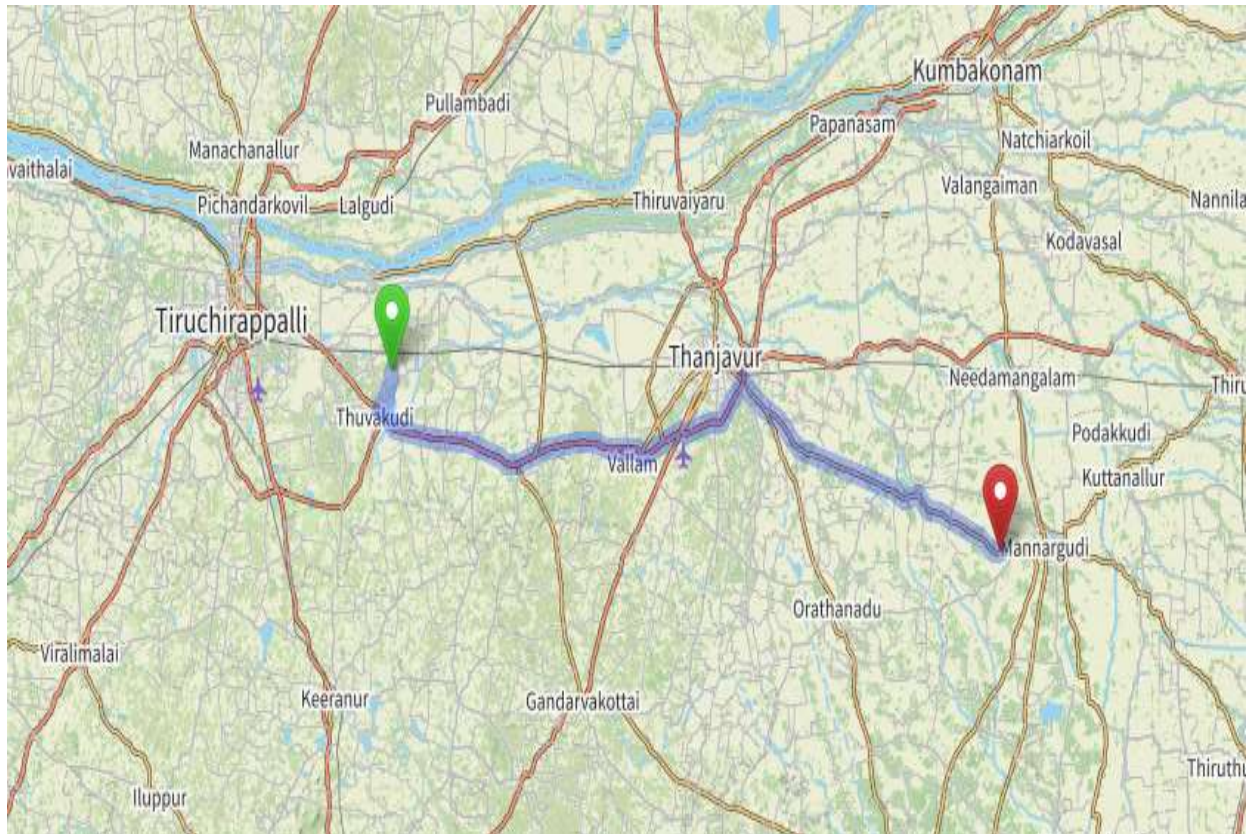 Kumbakonam
Pullambadi
Papanasam
Natchiarkoil
Manachanallur
vaithalai
Valangaiman
Pichandarkovil
Lalgudi
Thiruvaiyaru
Nannila
Kodavasal
Tiruchirappalli
Thanjavur
Needamangalam
Thiru
Thuvakudi
Podakkudi
Vallam
Kuttanallur
Mannargudi
Orathanadu
Viralimalai
Keeranur
Gandarvakottai
Thiruthu
Iluppur